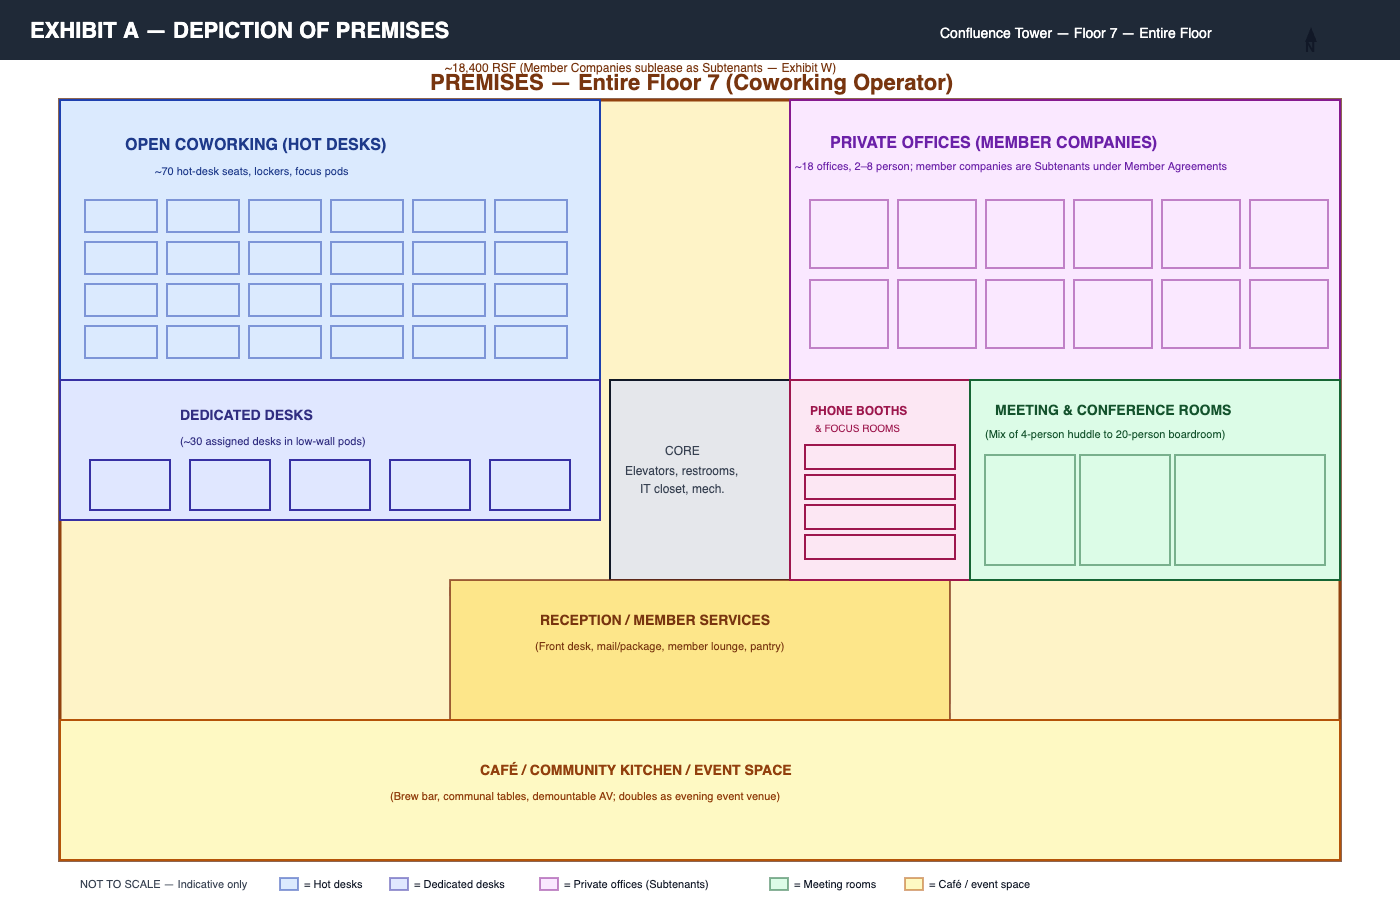 EXHIBIT A — DEPICTION OF PREMISES
Confluence Tower — Floor 7 — Entire Floor
N
~18,400 RSF (Member Companies sublease as Subtenants — Exhibit W)
PREMISES — Entire Floor 7 (Coworking Operator)
OPEN COWORKING (HOT DESKS)
~70 hot-desk seats, lockers, focus pods
PRIVATE OFFICES (MEMBER COMPANIES)
~18 offices, 2–8 person; member companies are Subtenants under Member Agreements
DEDICATED DESKS
(~30 assigned desks in low-wall pods)
CORE
Elevators, restrooms,
IT closet, mech.
PHONE BOOTHS
& FOCUS ROOMS
MEETING & CONFERENCE ROOMS
(Mix of 4-person huddle to 20-person boardroom)
RECEPTION / MEMBER SERVICES
(Front desk, mail/package, member lounge, pantry)
CAFÉ / COMMUNITY KITCHEN / EVENT SPACE
(Brew bar, communal tables, demountable AV; doubles as evening event venue)
NOT TO SCALE — Indicative only
= Hot desks
= Dedicated desks
= Private offices (Subtenants)
= Meeting rooms
= Café / event space